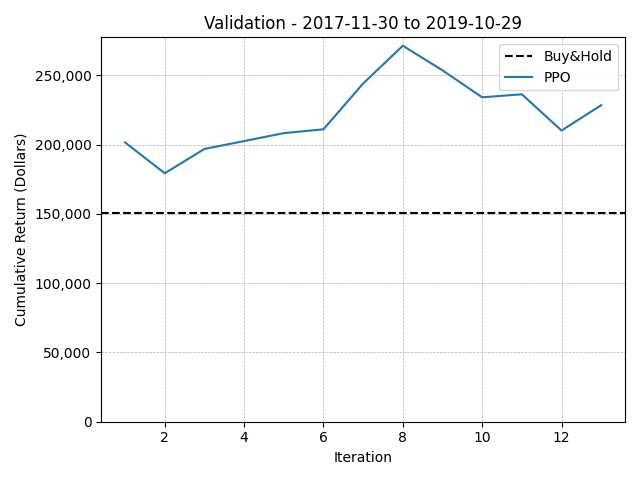 Validation - 2017-11-30 to 2019-10-29
Buy&Hold
PPO
Cumulative Return (Dollars)
250,000
200,000
150,000
100,000
50,000
0
2 4 6 8 10 12
Iteration